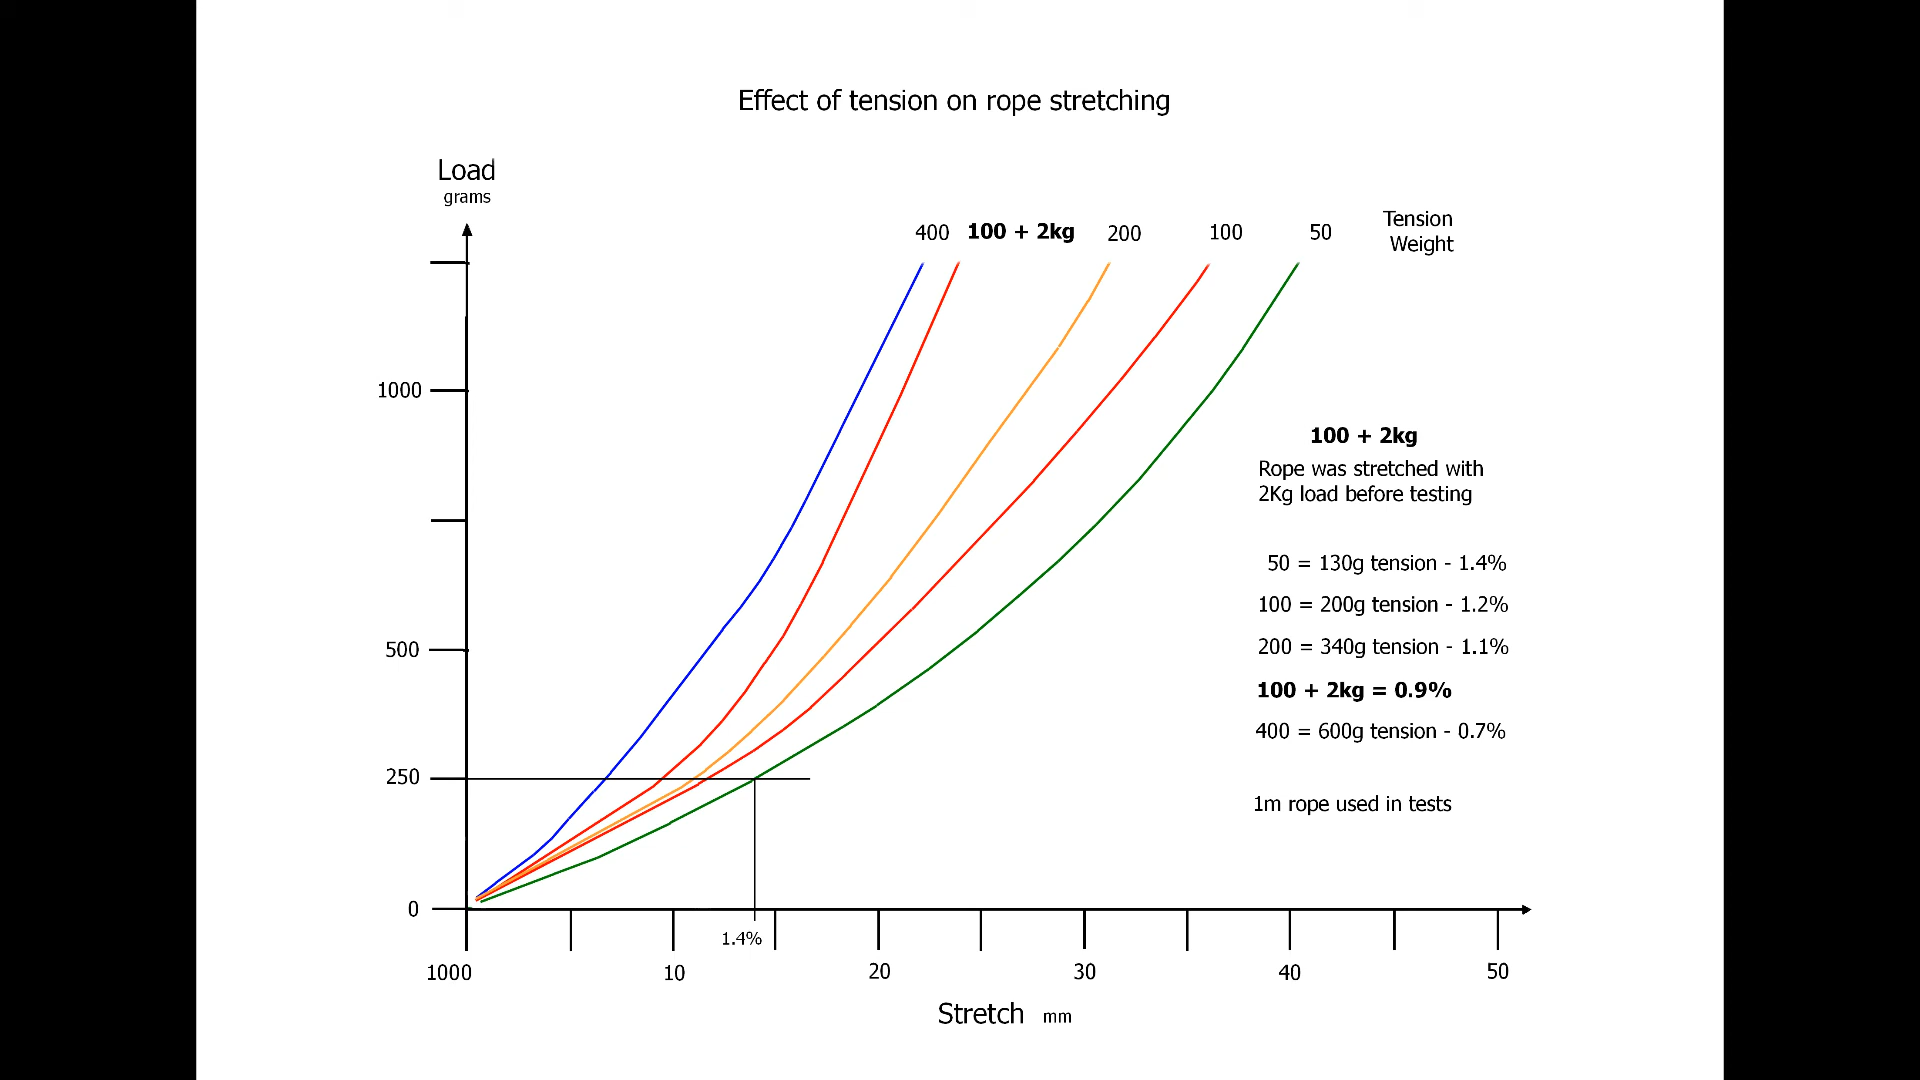 Effect of tension on rope stretching
Load
grams
400 100 + 2kg 200 100 50
Tension
Weight
1000
500
250
0
100 + 2kg
Rope was stretched with
2Kg load before testing
50 = 130g tension - 1.4%
100 = 200g tension - 1.2%
200 = 340g tension - 1.1%
100 + 2kg = 0.9%
400 = 600g tension - 0.7%
1m rope used in tests
1.4%
1000 10 20 30 40 50
Stretch mm